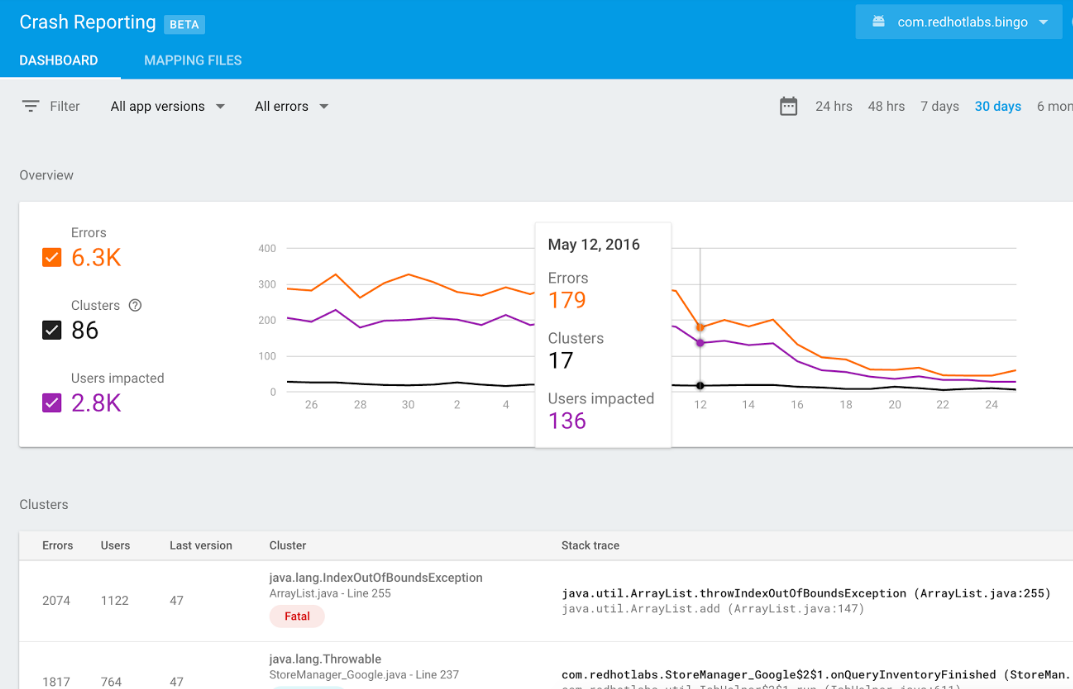 Crash Reporting BETA
com.redhotlabs.bingo
DASHBOARD MAPPING FILES
Filter All app versions All errors
24 hrs 48 hrs 7 days 30 days 6 mon
Overview
Errors
6.3K
Clusters
86
Users impacted
2.8K
400
300
200
100
0
26 28 30 2 4 12 14 16 18 20 22 24
May 12, 2016
Errors
179
Clusters
17
Users impacted
136
Clusters
Errors Users Last version Cluster Stack trace
2074 1122 47
java.lang.IndexOutOfBoundsException
ArrayList.java - Line 255
Fatal
java.util.ArrayList.throwIndexOutOfBoundsException (ArrayList.java:255)
java.util.ArrayList.add (ArrayList.java:147)
1817 764 47
java.lang.Throwable
StoreManager_Google.java - Line 237
com.redhotlabs.StoreManager_Google$2$1.onQueryInventoryFinished (StoreMan.